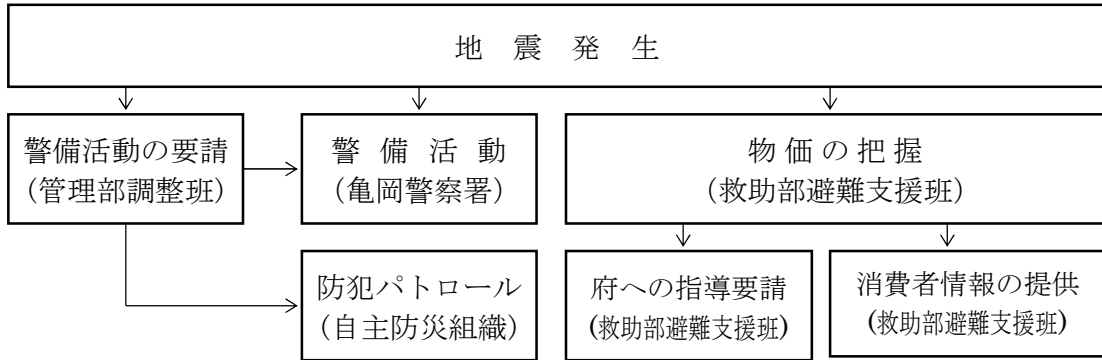 地震発生
警備活動の要請
（管理部調整班）
警備活動
（亀岡警察署）
物価の把握
（救助部避難支援班）
防犯パトロール
（自主防災組織）
府への指導要請
（救助部避難支援班）
消費者情報の提供
（救助部避難支援班）